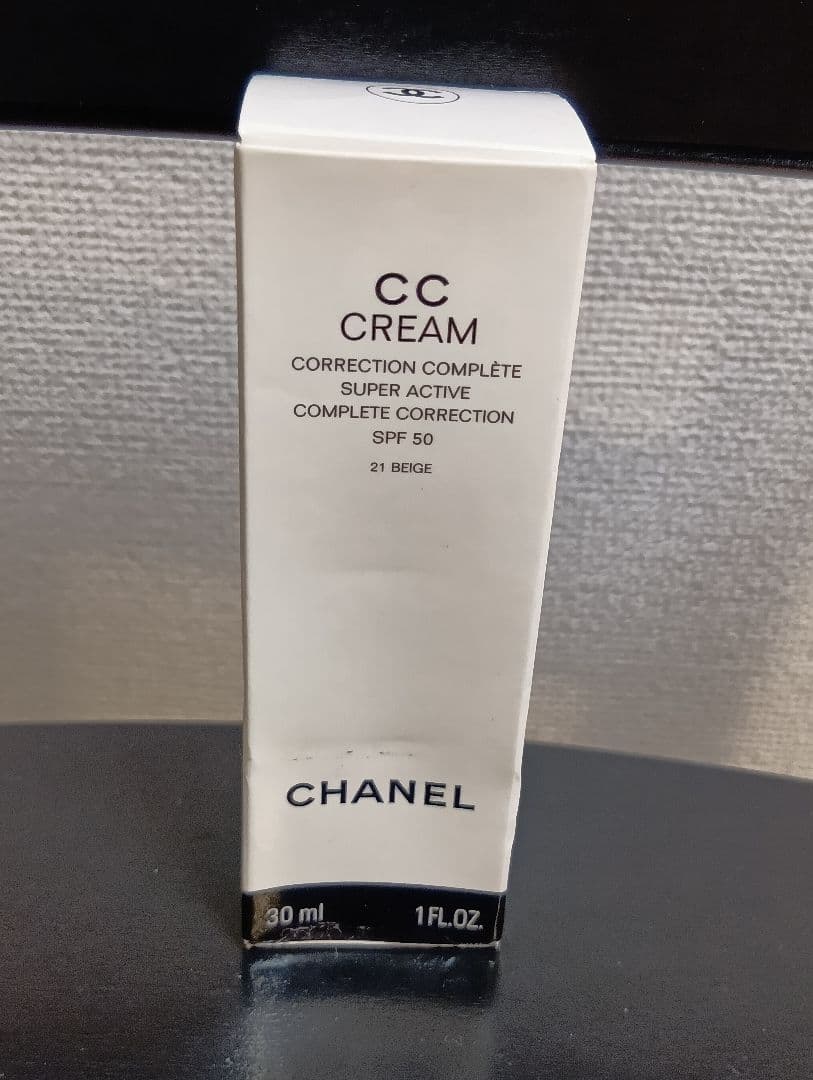 CC
CREAM
CORRECTION COMPLÈTE
SUPER ACTIVE
COMPLETE CORRECTION
SPF 50
21 BEIGE
CHANEL
30 ml 1 FL.OZ.